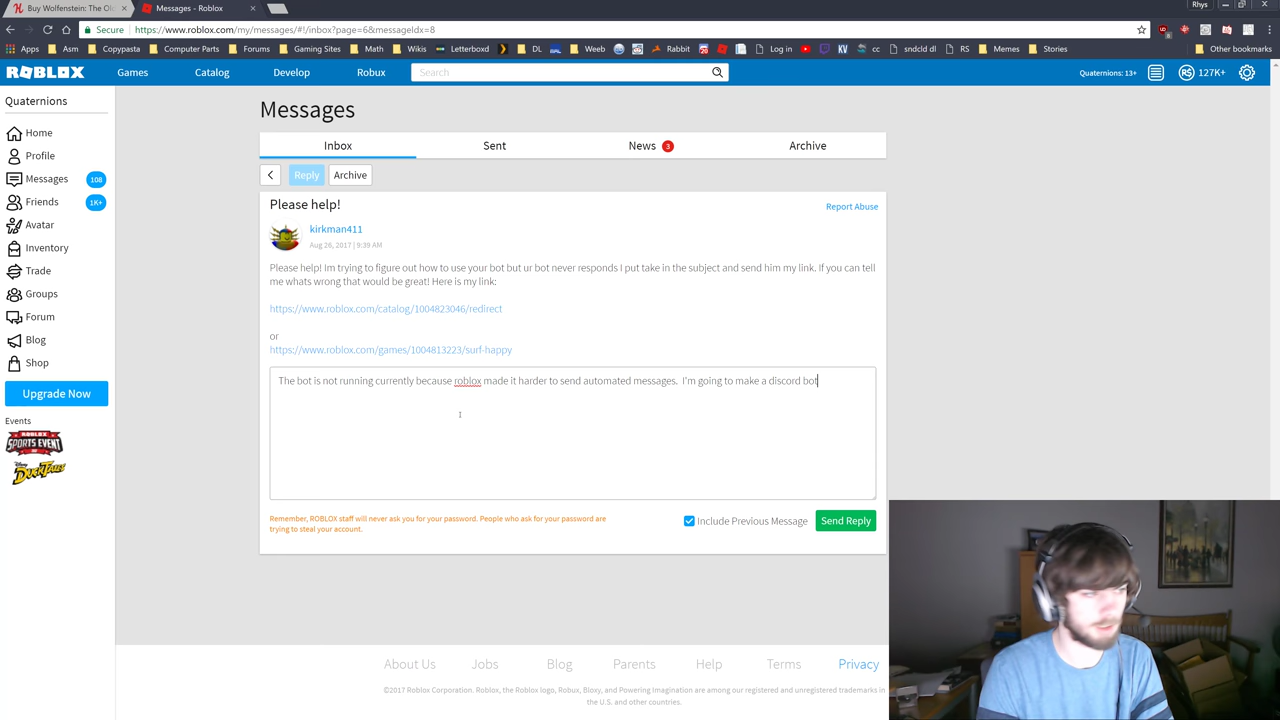 Buy Wolfenstein: The Old
Messages - Roblox
Rhys
Secure
https://www.roblox.com/my/messages/#!/inbox?page=6&messageIdx=8
Apps
Asm
Copypasta
Computer Parts
Forums
Gaming Sites
Math
Wikis
Letterboxd
DL
Weeb
Rabbit
Log in
KV
cc
sndcld dl
RS
Memes
Stories
Other bookmarks
ROBLOX
Games
Catalog
Develop
Robux
Search
Quaternions: 13+
R$ 127K+
Quaternions
Home
Profile
Messages 108
Friends 1K+
Avatar
Inventory
Trade
Groups
Forum
Blog
Shop
Upgrade Now
Events
ROBLOX SPORTS EVENT
DUCKTALES
Messages
Inbox
Sent
News 3
Archive
Reply
Archive
Please help!
Report Abuse
kirkman411
Aug 26, 2017 | 9:39 AM
Please help! Im trying to figure out how to use your bot but ur bot never responds I put take in the subject and send him my link. If you can tell
me whats wrong that would be great! Here is my link:
https://www.roblox.com/catalog/1004823046/redirect
or
https://www.roblox.com/games/1004813223/surf-happy
The bot is not running currently because roblox made it harder to send automated messages.  I'm going to make a discord bot
Remember, ROBLOX staff will never ask you for your password. People who ask for your password are
trying to steal your account.
Include Previous Message
Send Reply
About Us
Jobs
Blog
Parents
Help
Terms
Privacy
©2017 Roblox Corporation. Roblox, the Roblox logo, Robux, Bloxy, and Powering Imagination are among our registered and unregistered trademarks in
the U.S. and other countries.